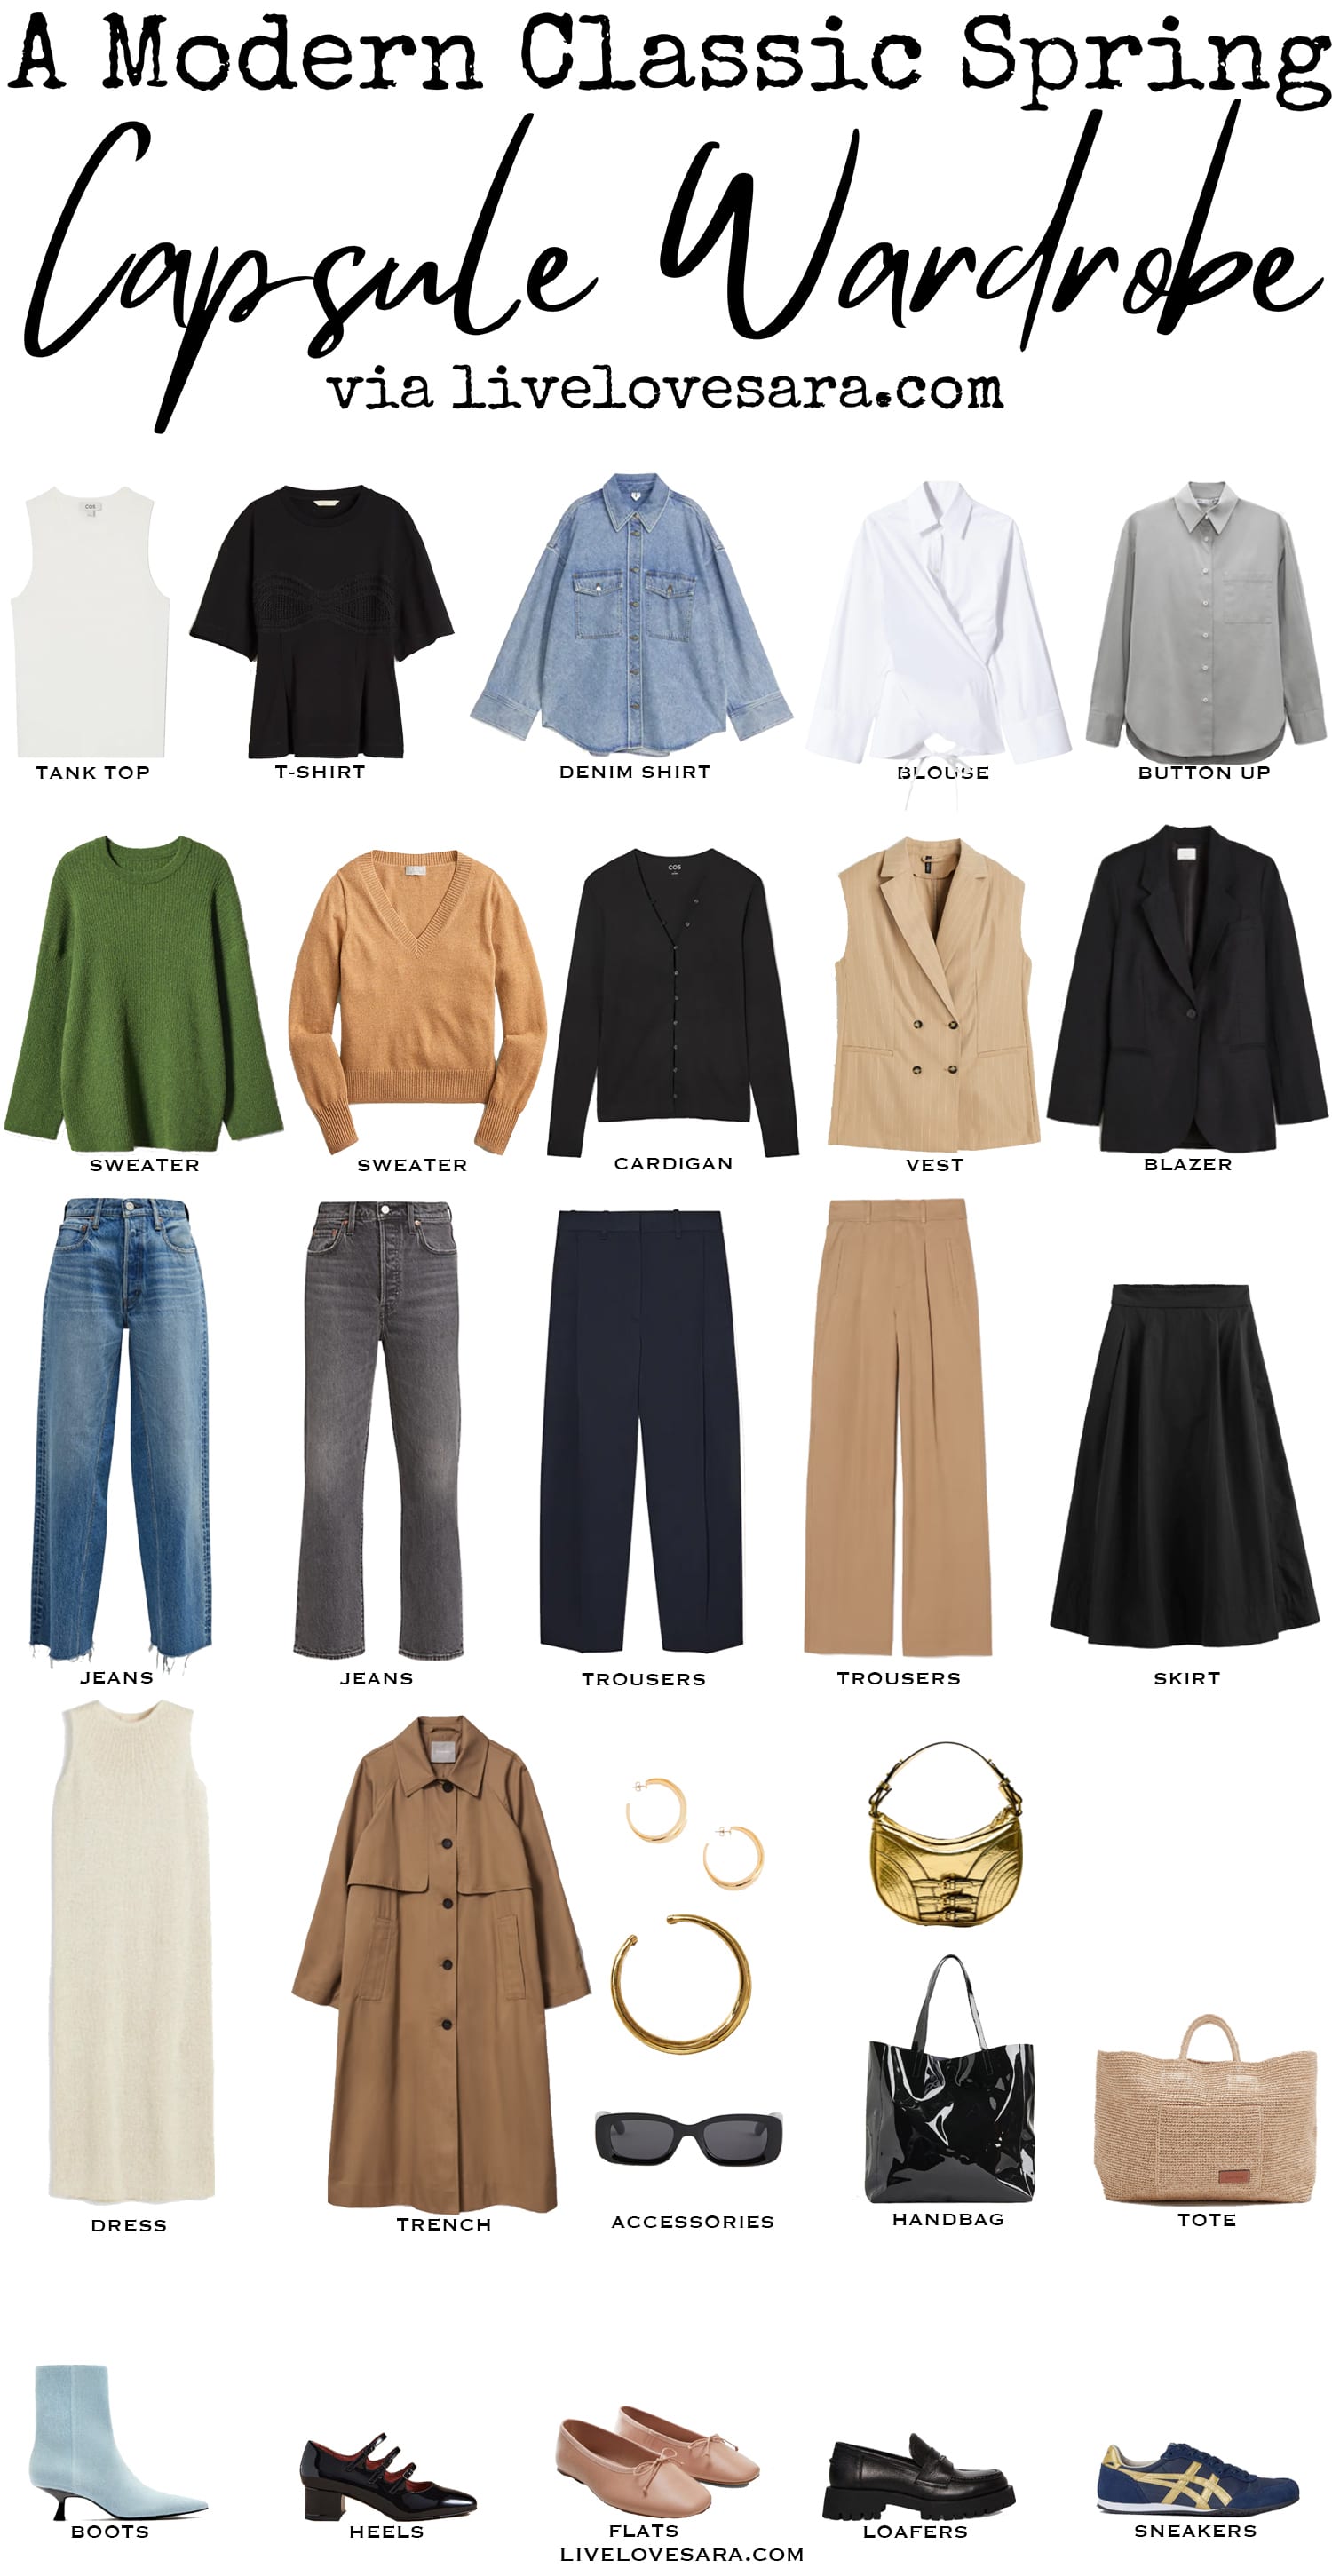 A Modern Classic Spring
Capsule Wardrobe
via livelovesara.com
COS
TANK TOP
T-SHIRT
DENIM SHIRT
BLOUSE
BUTTON UP
COS
SWEATER
SWEATER
CARDIGAN
VEST
BLAZER
JEANS
JEANS
TROUSERS
TROUSERS
SKIRT
DRESS
TRENCH
ACCESSORIES
HANDBAG
TOTE
BOOTS
HEELS
FLATS
LOAFERS
SNEAKERS
LIVELOVESARA.COM